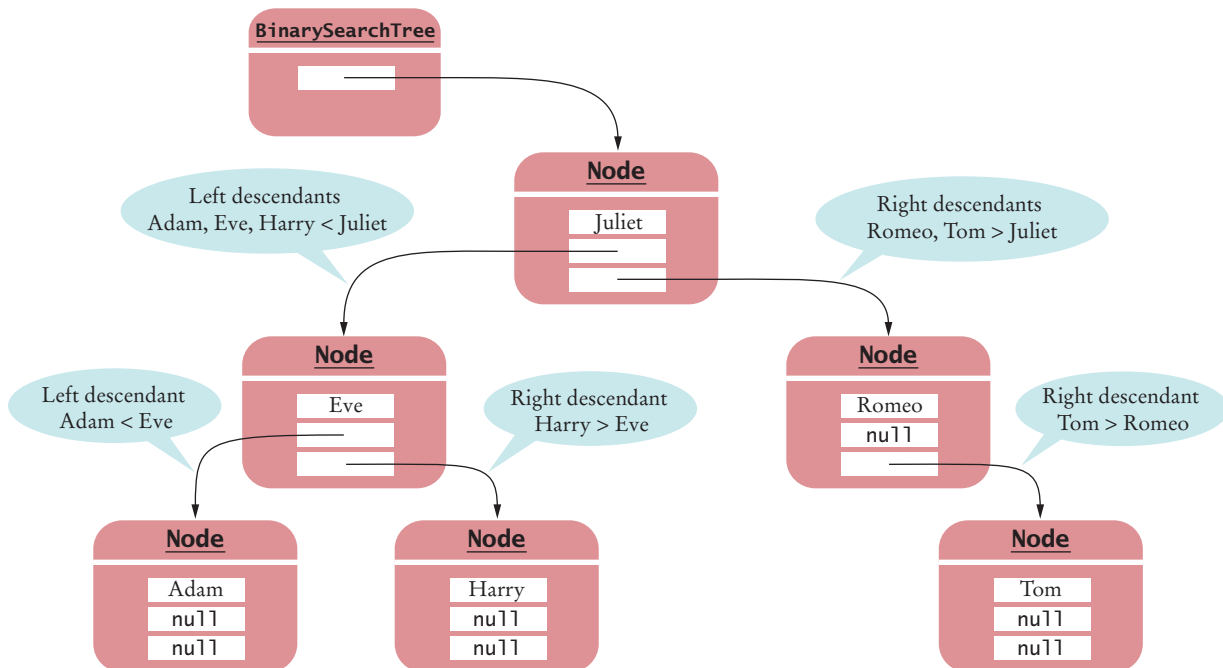 BinarySearchTree
Node
Juliet
Left descendants
Adam, Eve, Harry < Juliet
Right descendants
Romeo, Tom > Juliet
Node
Eve
Left descendant
Adam < Eve
Right descendant
Harry > Eve
Node
Romeo
null
Right descendant
Tom > Romeo
Node
Adam
null
null
Node
Harry
null
null
Node
Tom
null
null